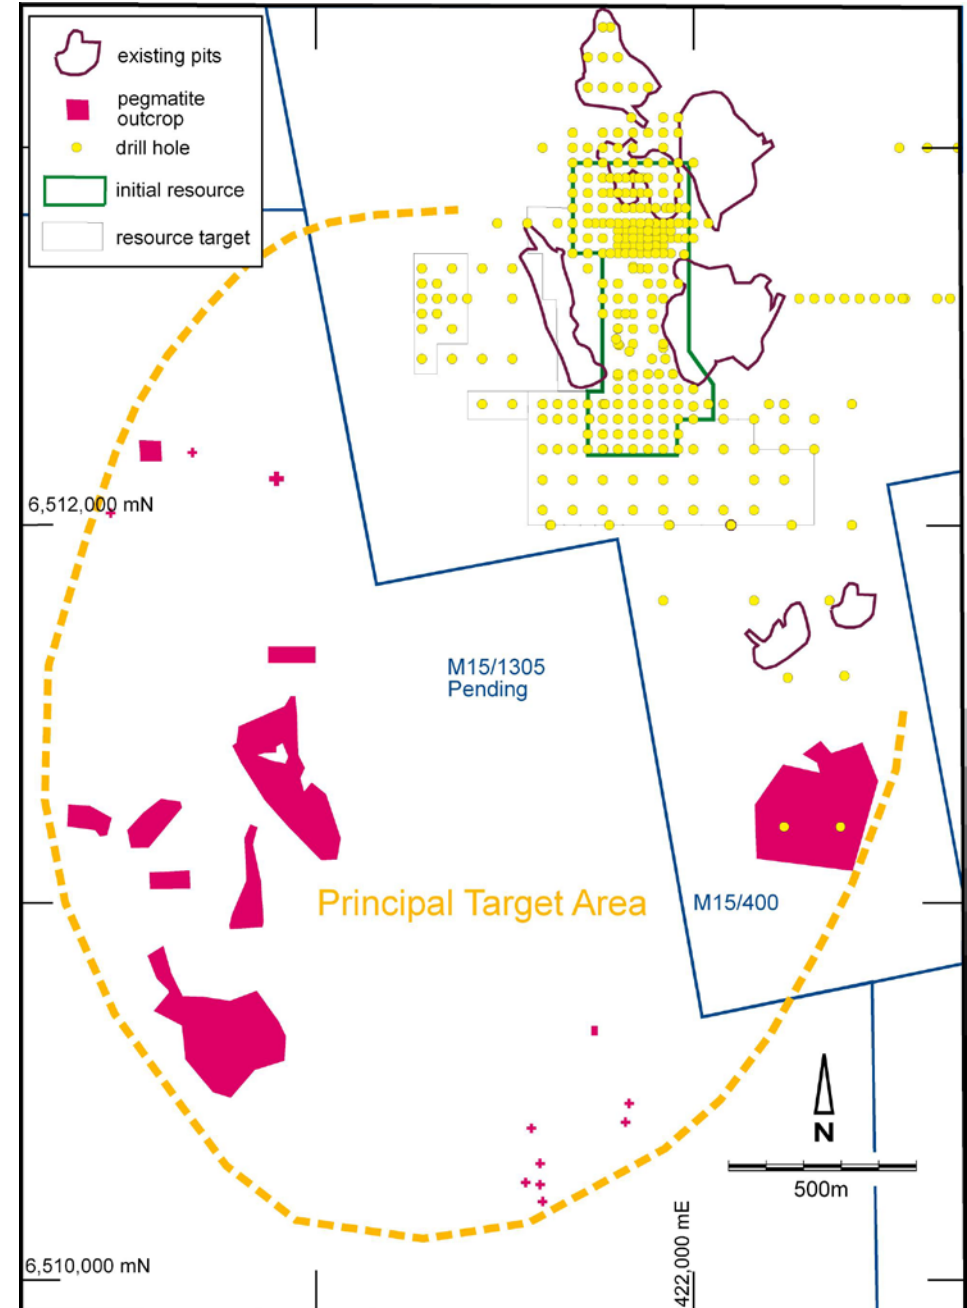 existing pits
pegmatite
outcrop
drill hole
initial resource
resource target
6,512,000 mN
M15/1305
Pending
Principal Target Area
M15/400
N
500m
422,000 mE
6,510,000 mN